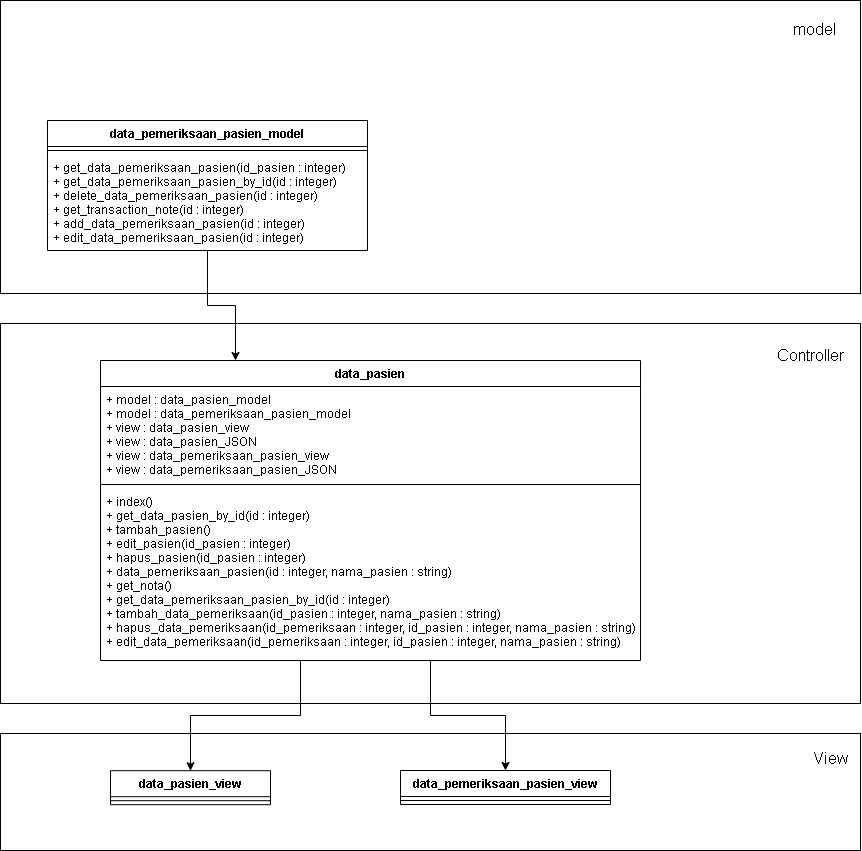 model
data_pemeriksaan_pasien_model
+ get_data_pemeriksaan_pasien(id_pasien : integer)
+ get_data_pemeriksaan_pasien_by_id(id : integer)
+ delete_data_pemeriksaan_pasien(id : integer)
+ get_transaction_note(id : integer)
+ add_data_pemeriksaan_pasien(id : integer)
+ edit_data_pemeriksaan_pasien(id : integer)
Controller
data_pasien
+ model : data_pasien_model
+ model : data_pemeriksaan_pasien_model
+ view : data_pasien_view
+ view : data_pasien_JSON
+ view : data_pemeriksaan_pasien_view
+ view : data_pemeriksaan_pasien_JSON
+ index()
+ get_data_pasien_by_id(id : integer)
+ tambah_pasien()
+ edit_pasien(id_pasien : integer)
+ hapus_pasien(id_pasien : integer)
+ data_pemeriksaan_pasien(id : integer, nama_pasien : string)
+ get_nota()
+ get_data_pemeriksaan_pasien_by_id(id : integer)
+ tambah_data_pemeriksaan(id_pasien : integer, nama_pasien : string)
+ hapus_data_pemeriksaan(id_pemeriksaan : integer, id_pasien : integer, nama_pasien : string)
+ edit_data_pemeriksaan(id_pemeriksaan : integer, id_pasien : integer, nama_pasien : string)
View
data_pasien_view
data_pemeriksaan_pasien_view